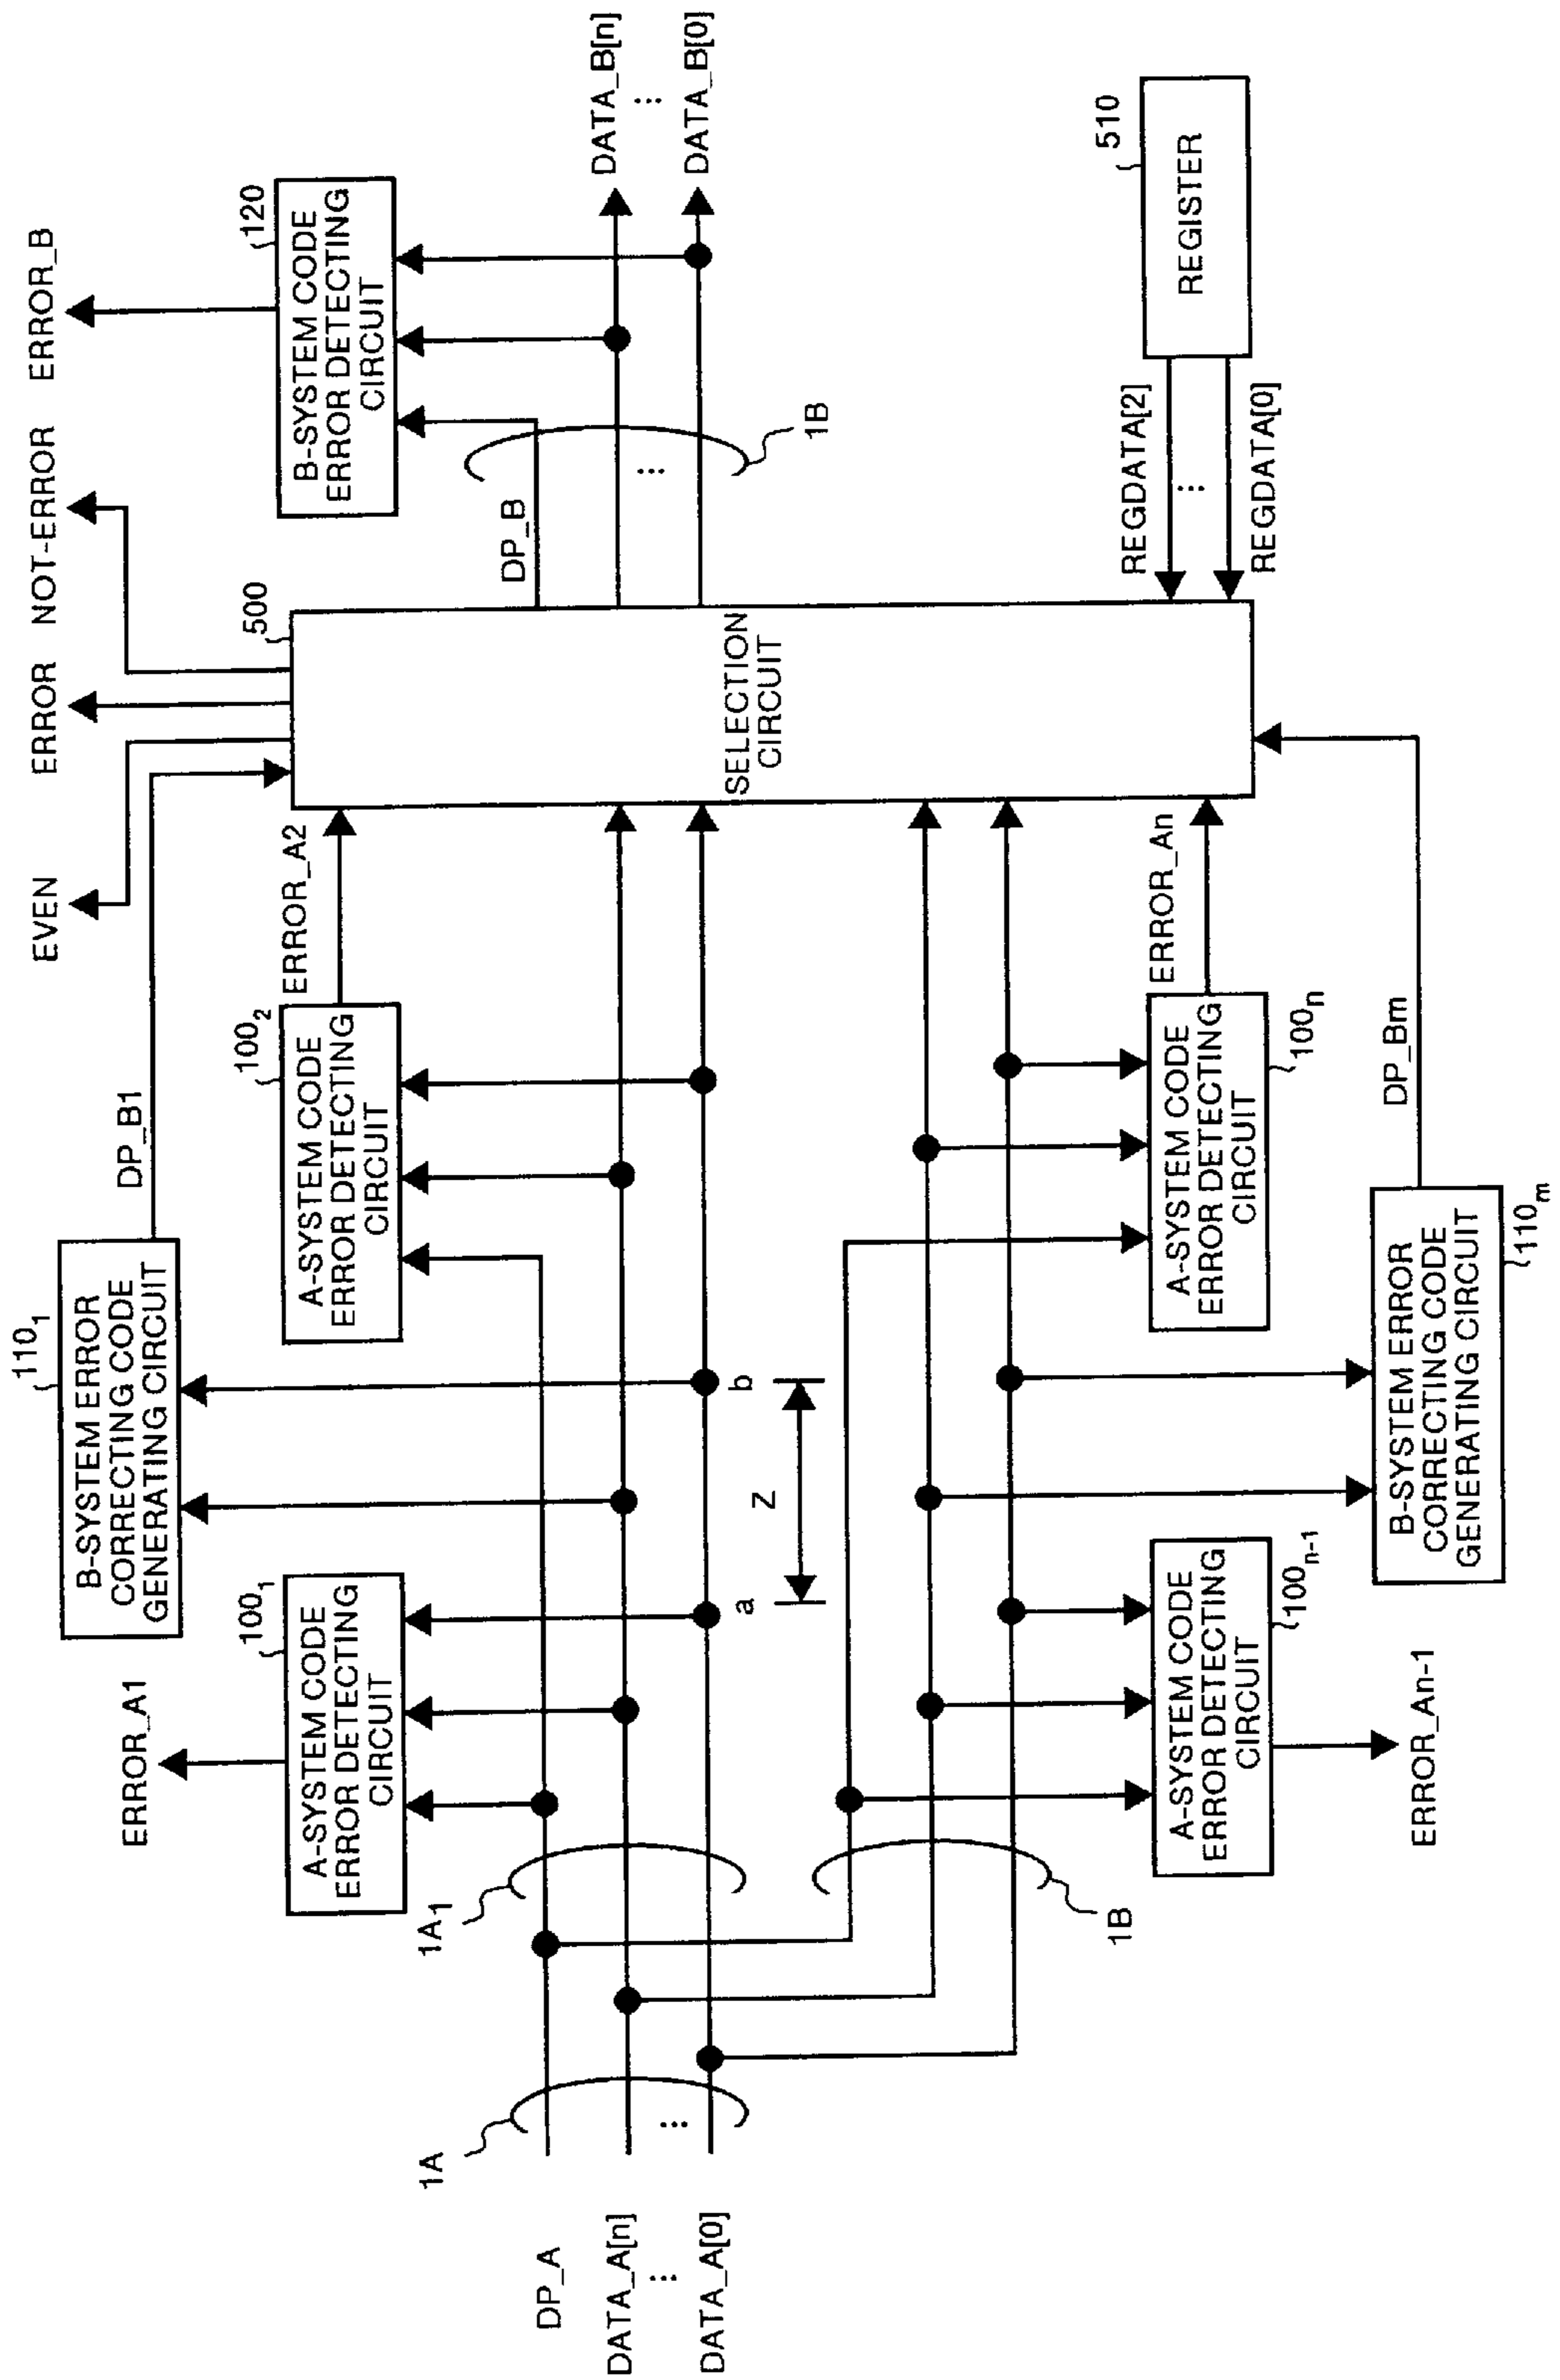 EVEN
ERROR
NOT-ERROR
ERROR_B
ERROR_A1
110₁
B-SYSTEM ERROR
CORRECTING CODE
GENERATING CIRCUIT
DP_B1
100₁
A-SYSTEM CODE
ERROR DETECTING
CIRCUIT
100₂
A-SYSTEM CODE
ERROR DETECTING
CIRCUIT
ERROR_A2
500
SELECTION
CIRCUIT
120
B-SYSTEM CODE
ERROR DETECTING
CIRCUIT
DP_B
1B
DATA_B[n]
⋮
DATA_B[0]
1A
1A₁
DP_A
DATA_A[n]
⋮
DATA_A[0]
a
b
Z
1B
A-SYSTEM CODE
ERROR DETECTING
CIRCUIT
100n-1
ERROR_An-1
A-SYSTEM CODE
ERROR DETECTING
CIRCUIT
100n
ERROR_An
B-SYSTEM ERROR
CORRECTING CODE
GENERATING CIRCUIT
110m
DP_Bm
REGDATA[2]
⋮
REGDATA[0]
510
REGISTER